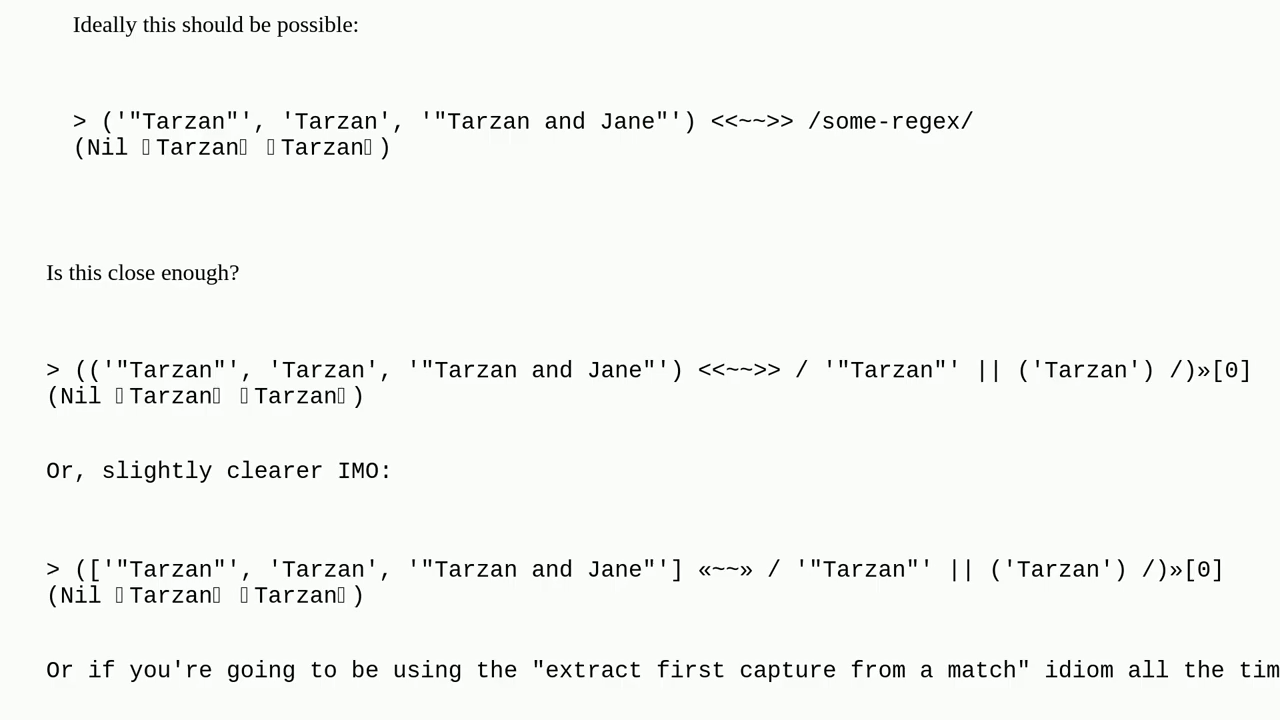 Ideally this should be possible:
> ('"Tarzan"', 'Tarzan', '"Tarzan and Jane"') <<~~>> /some-regex/
(Nil ▯Tarzan▯ ▯Tarzan▯)
Is this close enough?
> (('"Tarzan"', 'Tarzan', '"Tarzan and Jane"') <<~~>> / '"Tarzan"' || ('Tarzan') /)»[0]
(Nil ▯Tarzan▯ ▯Tarzan▯)
Or, slightly clearer IMO:
> (['"Tarzan"', 'Tarzan', '"Tarzan and Jane"'] «~~» / '"Tarzan"' || ('Tarzan') /)»[0]
(Nil ▯Tarzan▯ ▯Tarzan▯)
Or if you're going to be using the "extract first capture from a match" idiom all the tim